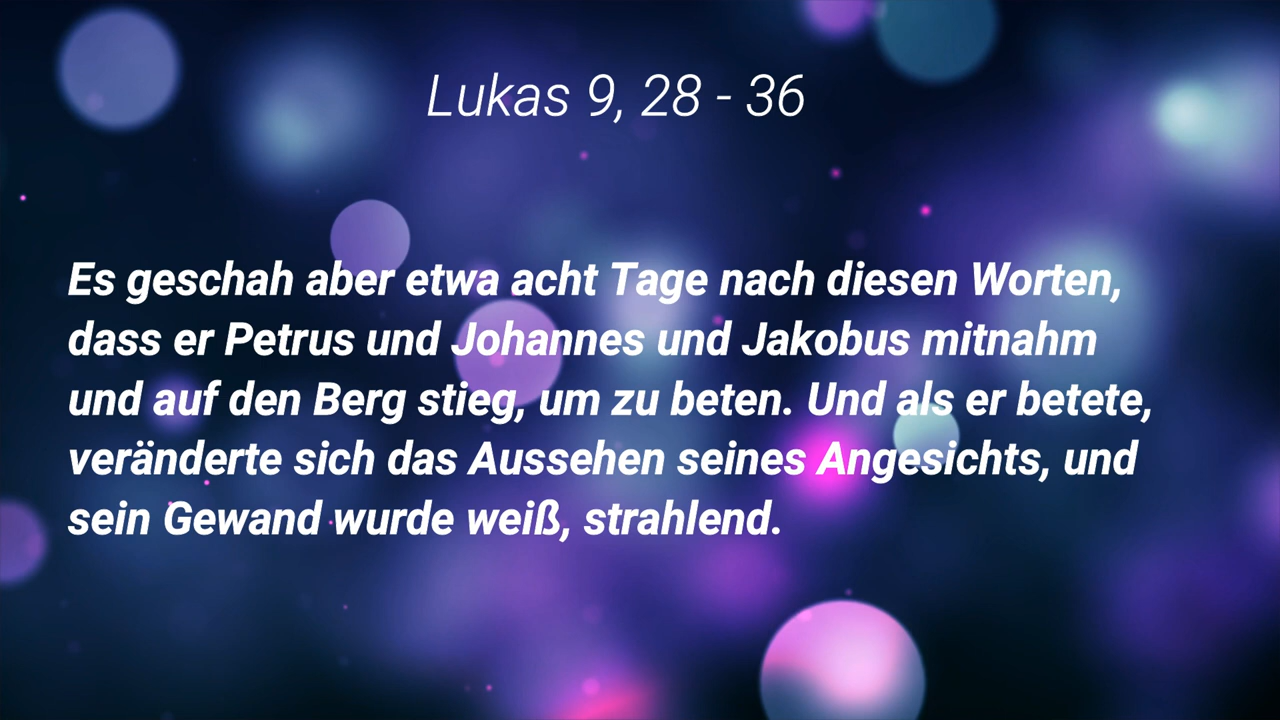 Lukas 9, 28 - 36
Es geschah aber etwa acht Tage nach diesen Worten,
dass er Petrus und Johannes und Jakobus mitnahm
und auf den Berg stieg, um zu beten. Und als er betete,
veränderte sich das Aussehen seines Angesichts, und
sein Gewand wurde weiß, strahlend.